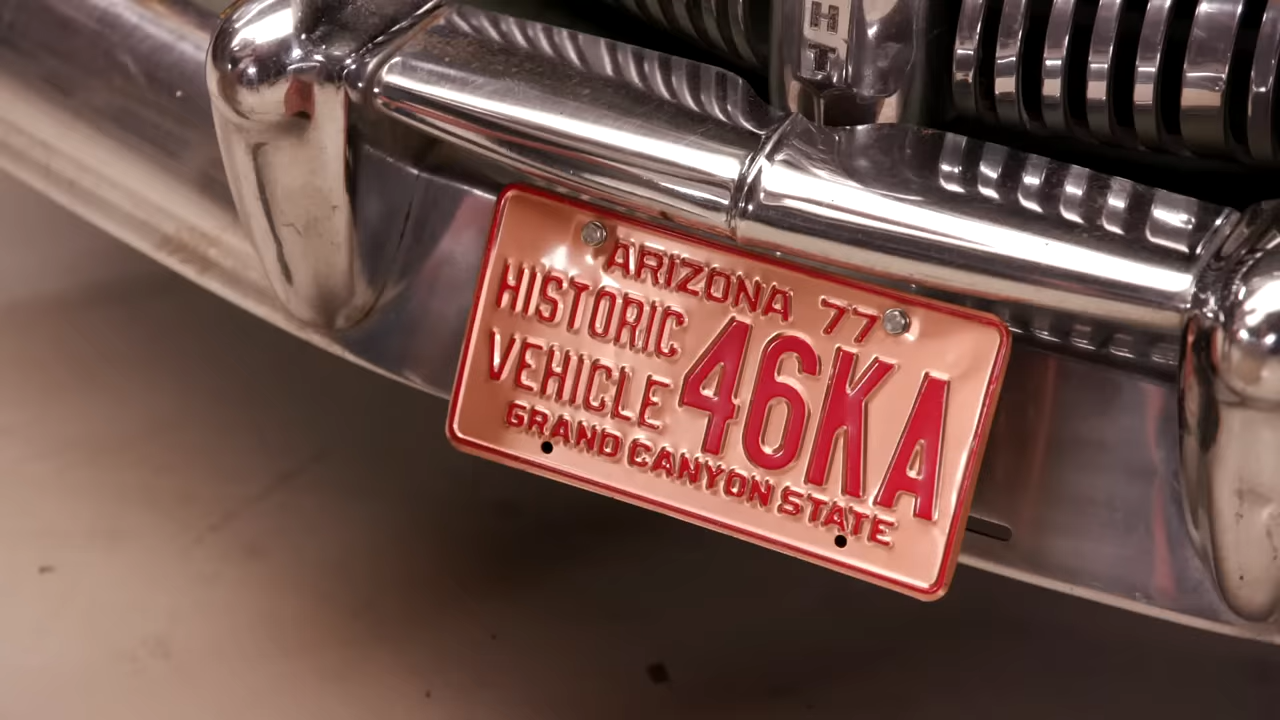 ARIZONA 77
HISTORIC
VEHICLE
46KA
GRAND CANYON STATE